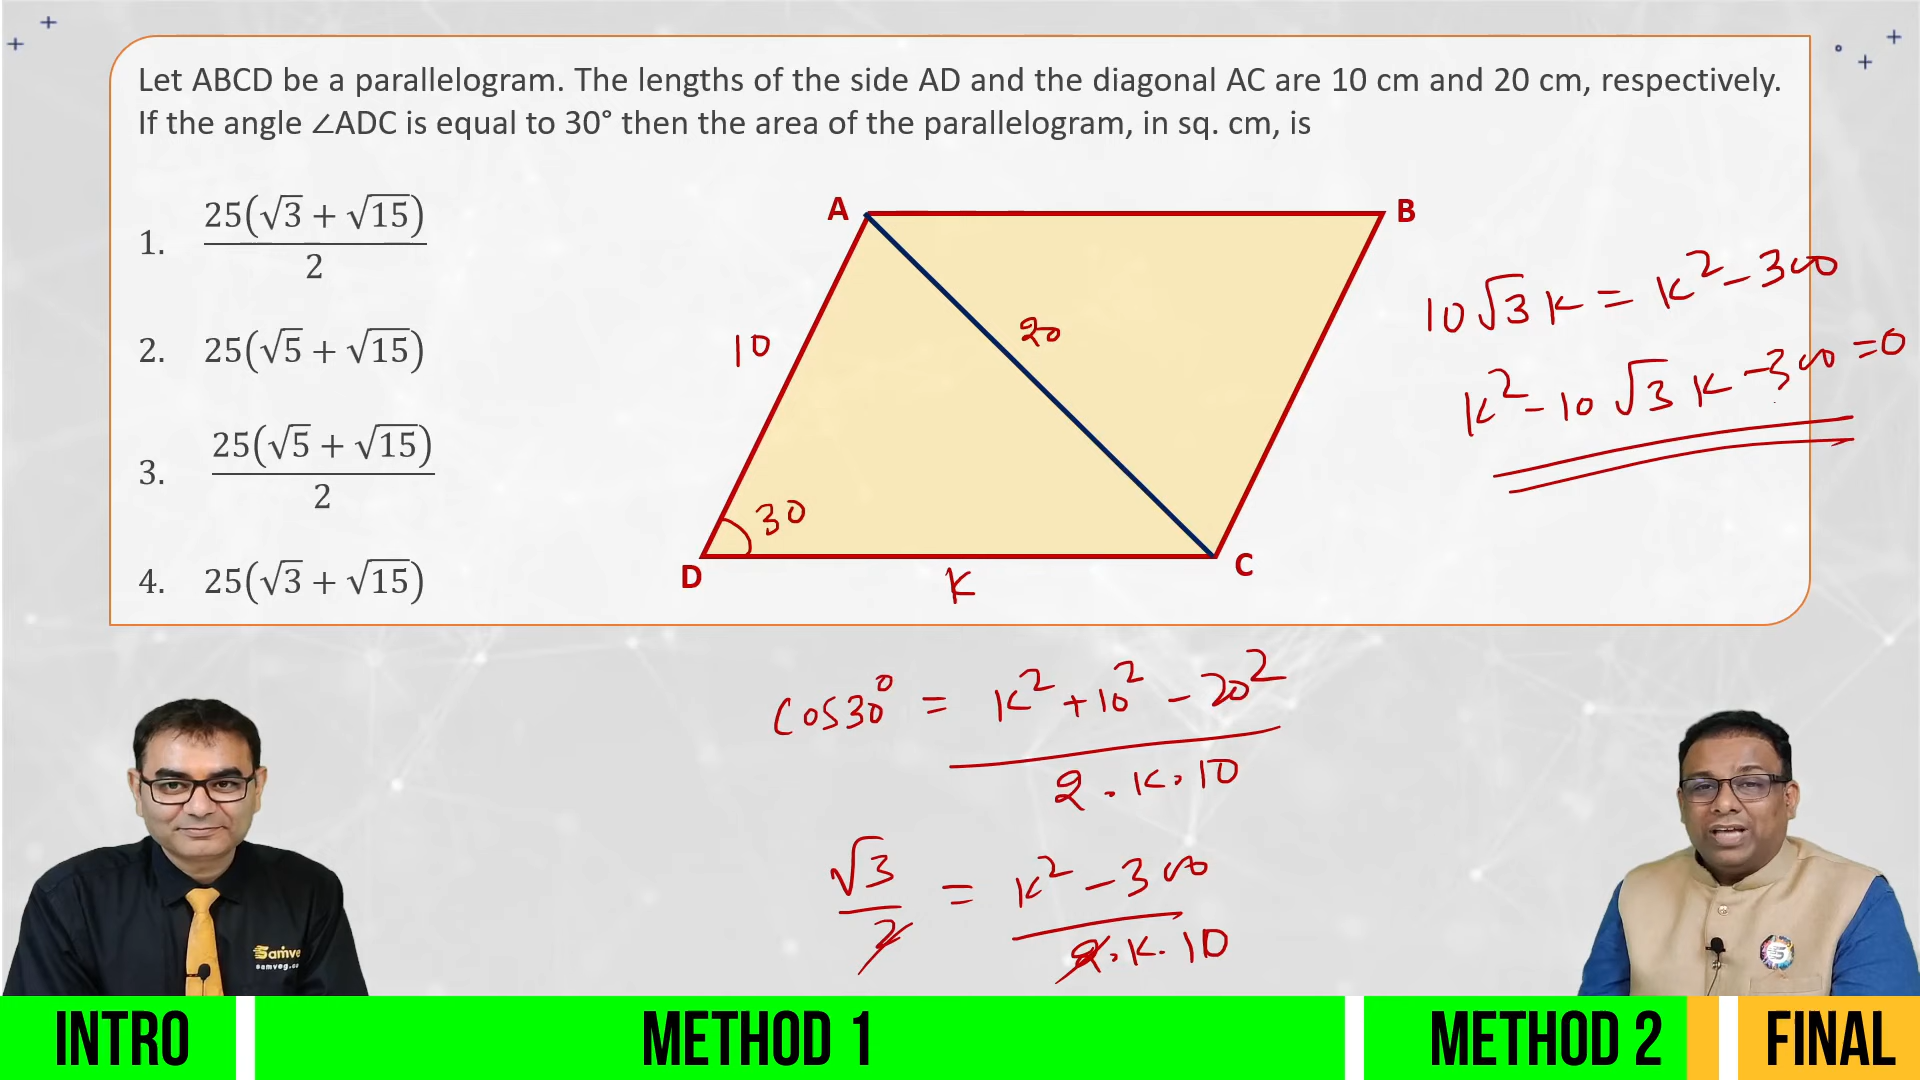 Let ABCD be a parallelogram. The lengths of the side AD and the diagonal AC are 10 cm and 20 cm, respectively.
If the angle ∠ADC is equal to 30° then the area of the parallelogram, in sq. cm, is
1. 25(√3 + √15)/2
2. 25(√5 + √15)
3. 25(√5 + √15)/2
4. 25(√3 + √15)
A
B
10
20
30
D
C
K
10√3 K = K² - 300
K² - 10√3 K - 300 = 0
Cos30° = K² + 10² - 20² / 2 . K . 10
√3/2 = K² - 300 / 2 . K . 10
Samve
samveg.c
INTRO
METHOD 1
METHOD 2
FINAL